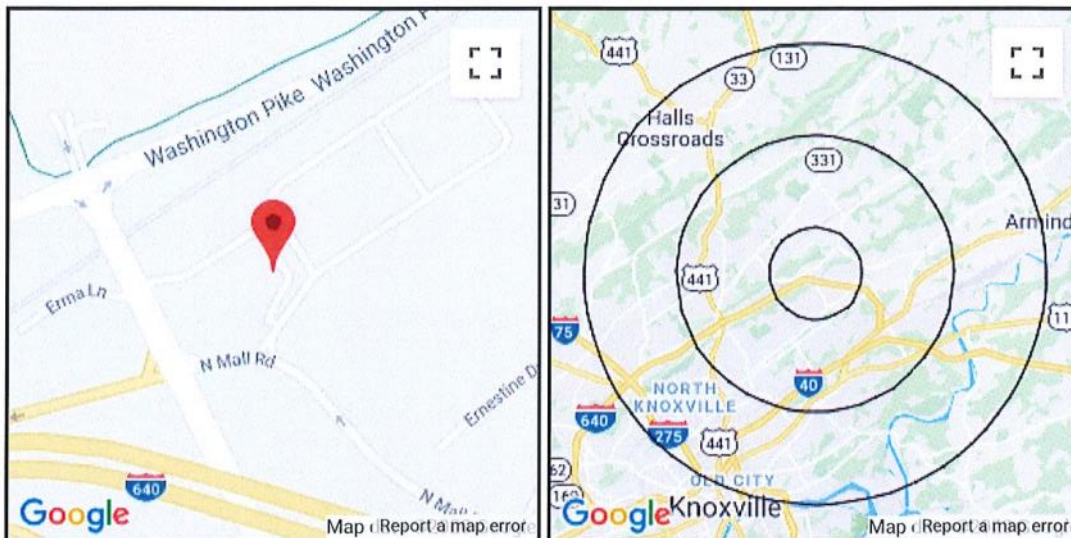 Washington Pike Washington
Erma Ln
N Mall Rd
Ernestine D
640
N M
Google
Map
Report a map error
441
131
33
Halls
Crossroads
331
31
Armind
441
11
75
NORTH
KNOXVILLE
40
640
275
441
62
OLD CITY
Knoxville
Google
Map
Report a map error